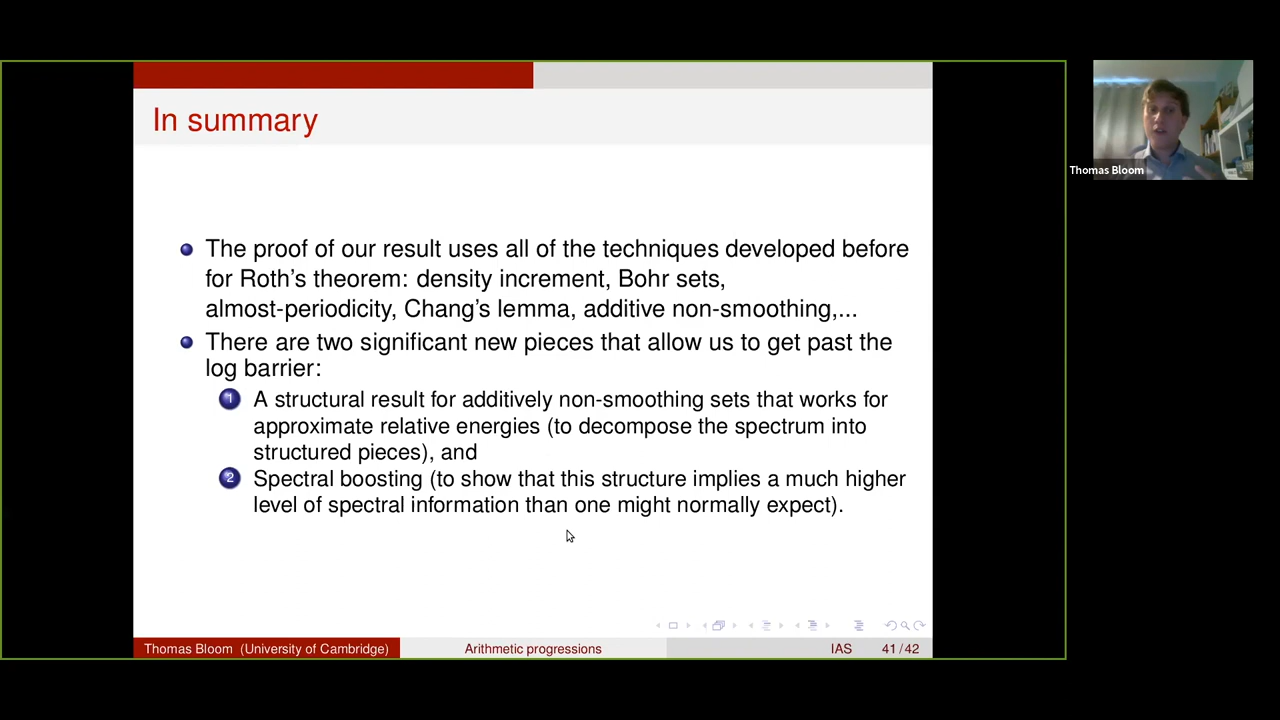 In summary
The proof of our result uses all of the techniques developed before
for Roth's theorem: density increment, Bohr sets,
almost-periodicity, Chang's lemma, additive non-smoothing,...
There are two significant new pieces that allow us to get past the
log barrier:
1 A structural result for additively non-smoothing sets that works for
approximate relative energies (to decompose the spectrum into
structured pieces), and
2 Spectral boosting (to show that this structure implies a much higher
level of spectral information than one might normally expect).
Thomas Bloom (University of Cambridge) Arithmetic progressions IAS 41/42
Thomas Bloom